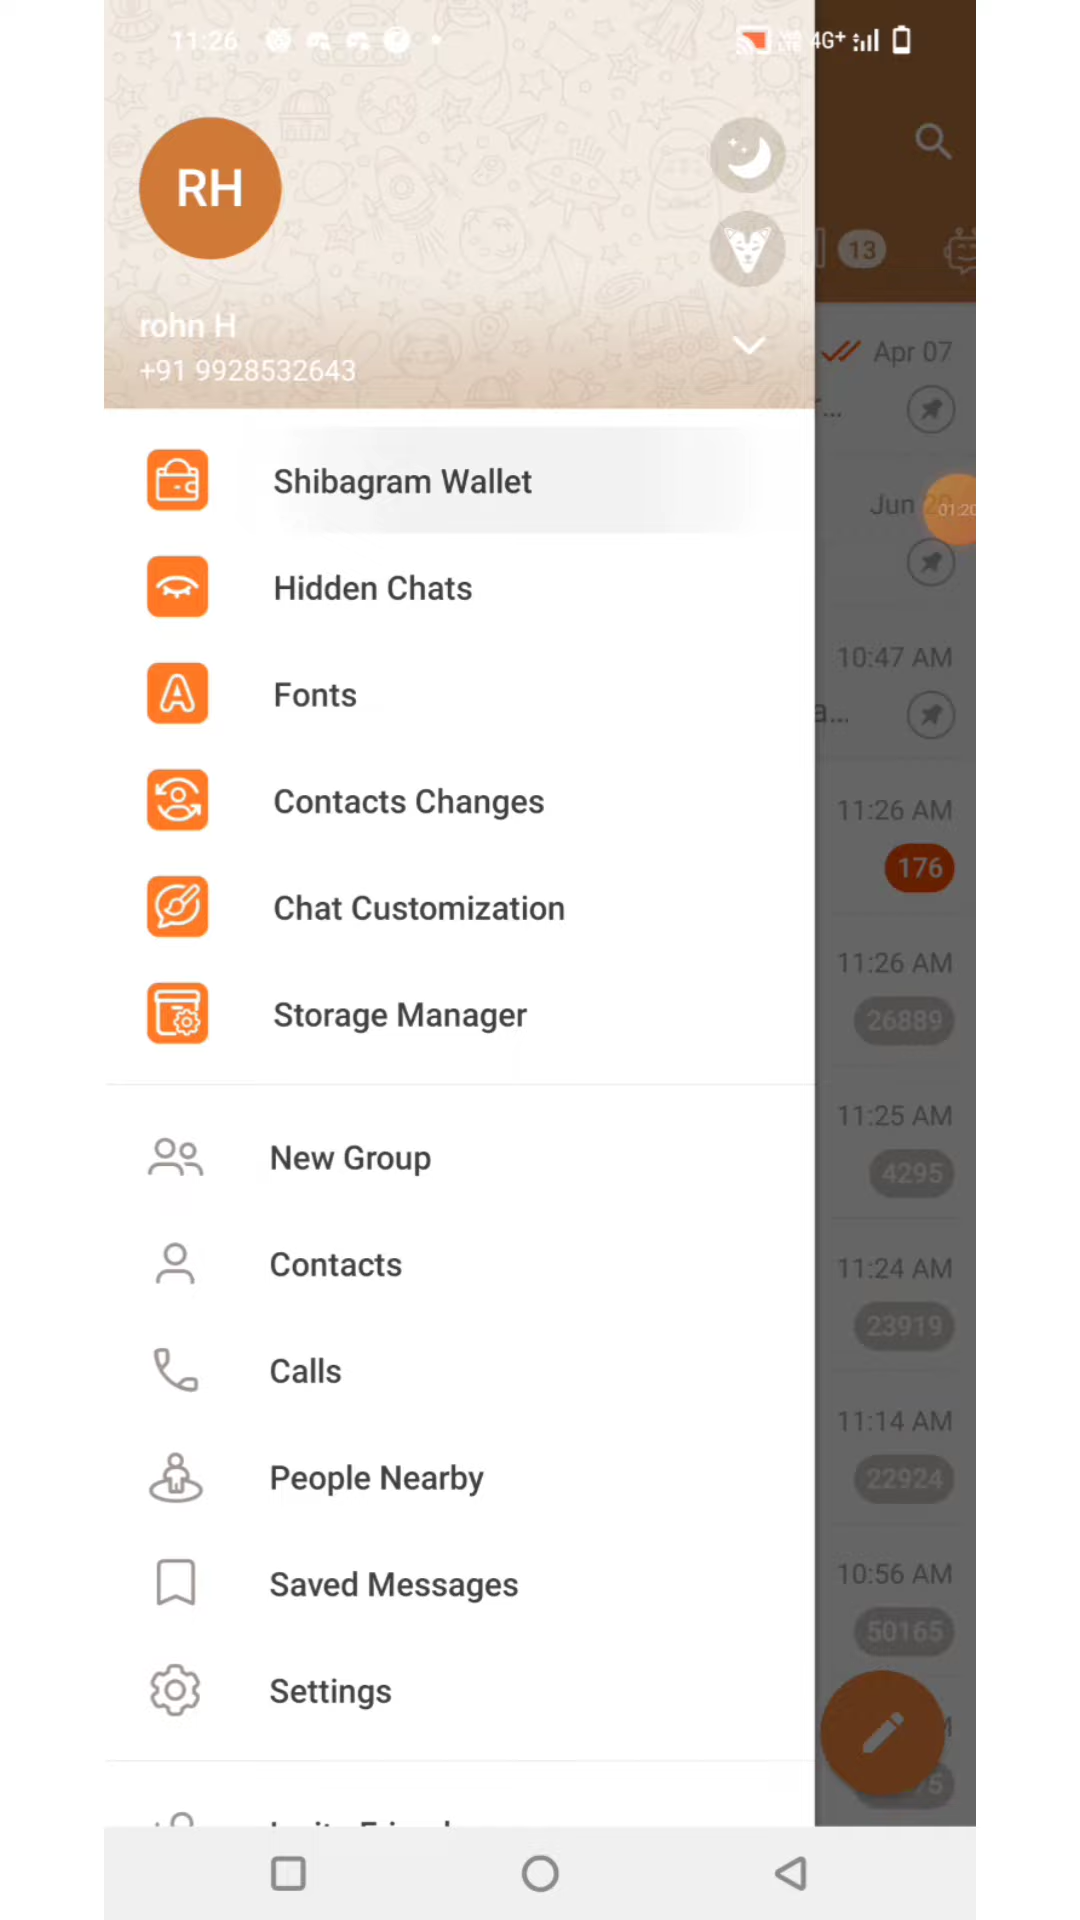 11:26
4G+
RH
13
rohn H
+91 9928532643
Apr 07
Shibagram Wallet
Jun
01:20
Hidden Chats
10:47 AM
Fonts
a...
Contacts Changes
11:26 AM
176
Chat Customization
11:26 AM
26889
Storage Manager
11:25 AM
4295
New Group
Contacts
11:24 AM
23919
Calls
11:14 AM
22924
People Nearby
10:56 AM
50165
Saved Messages
Settings